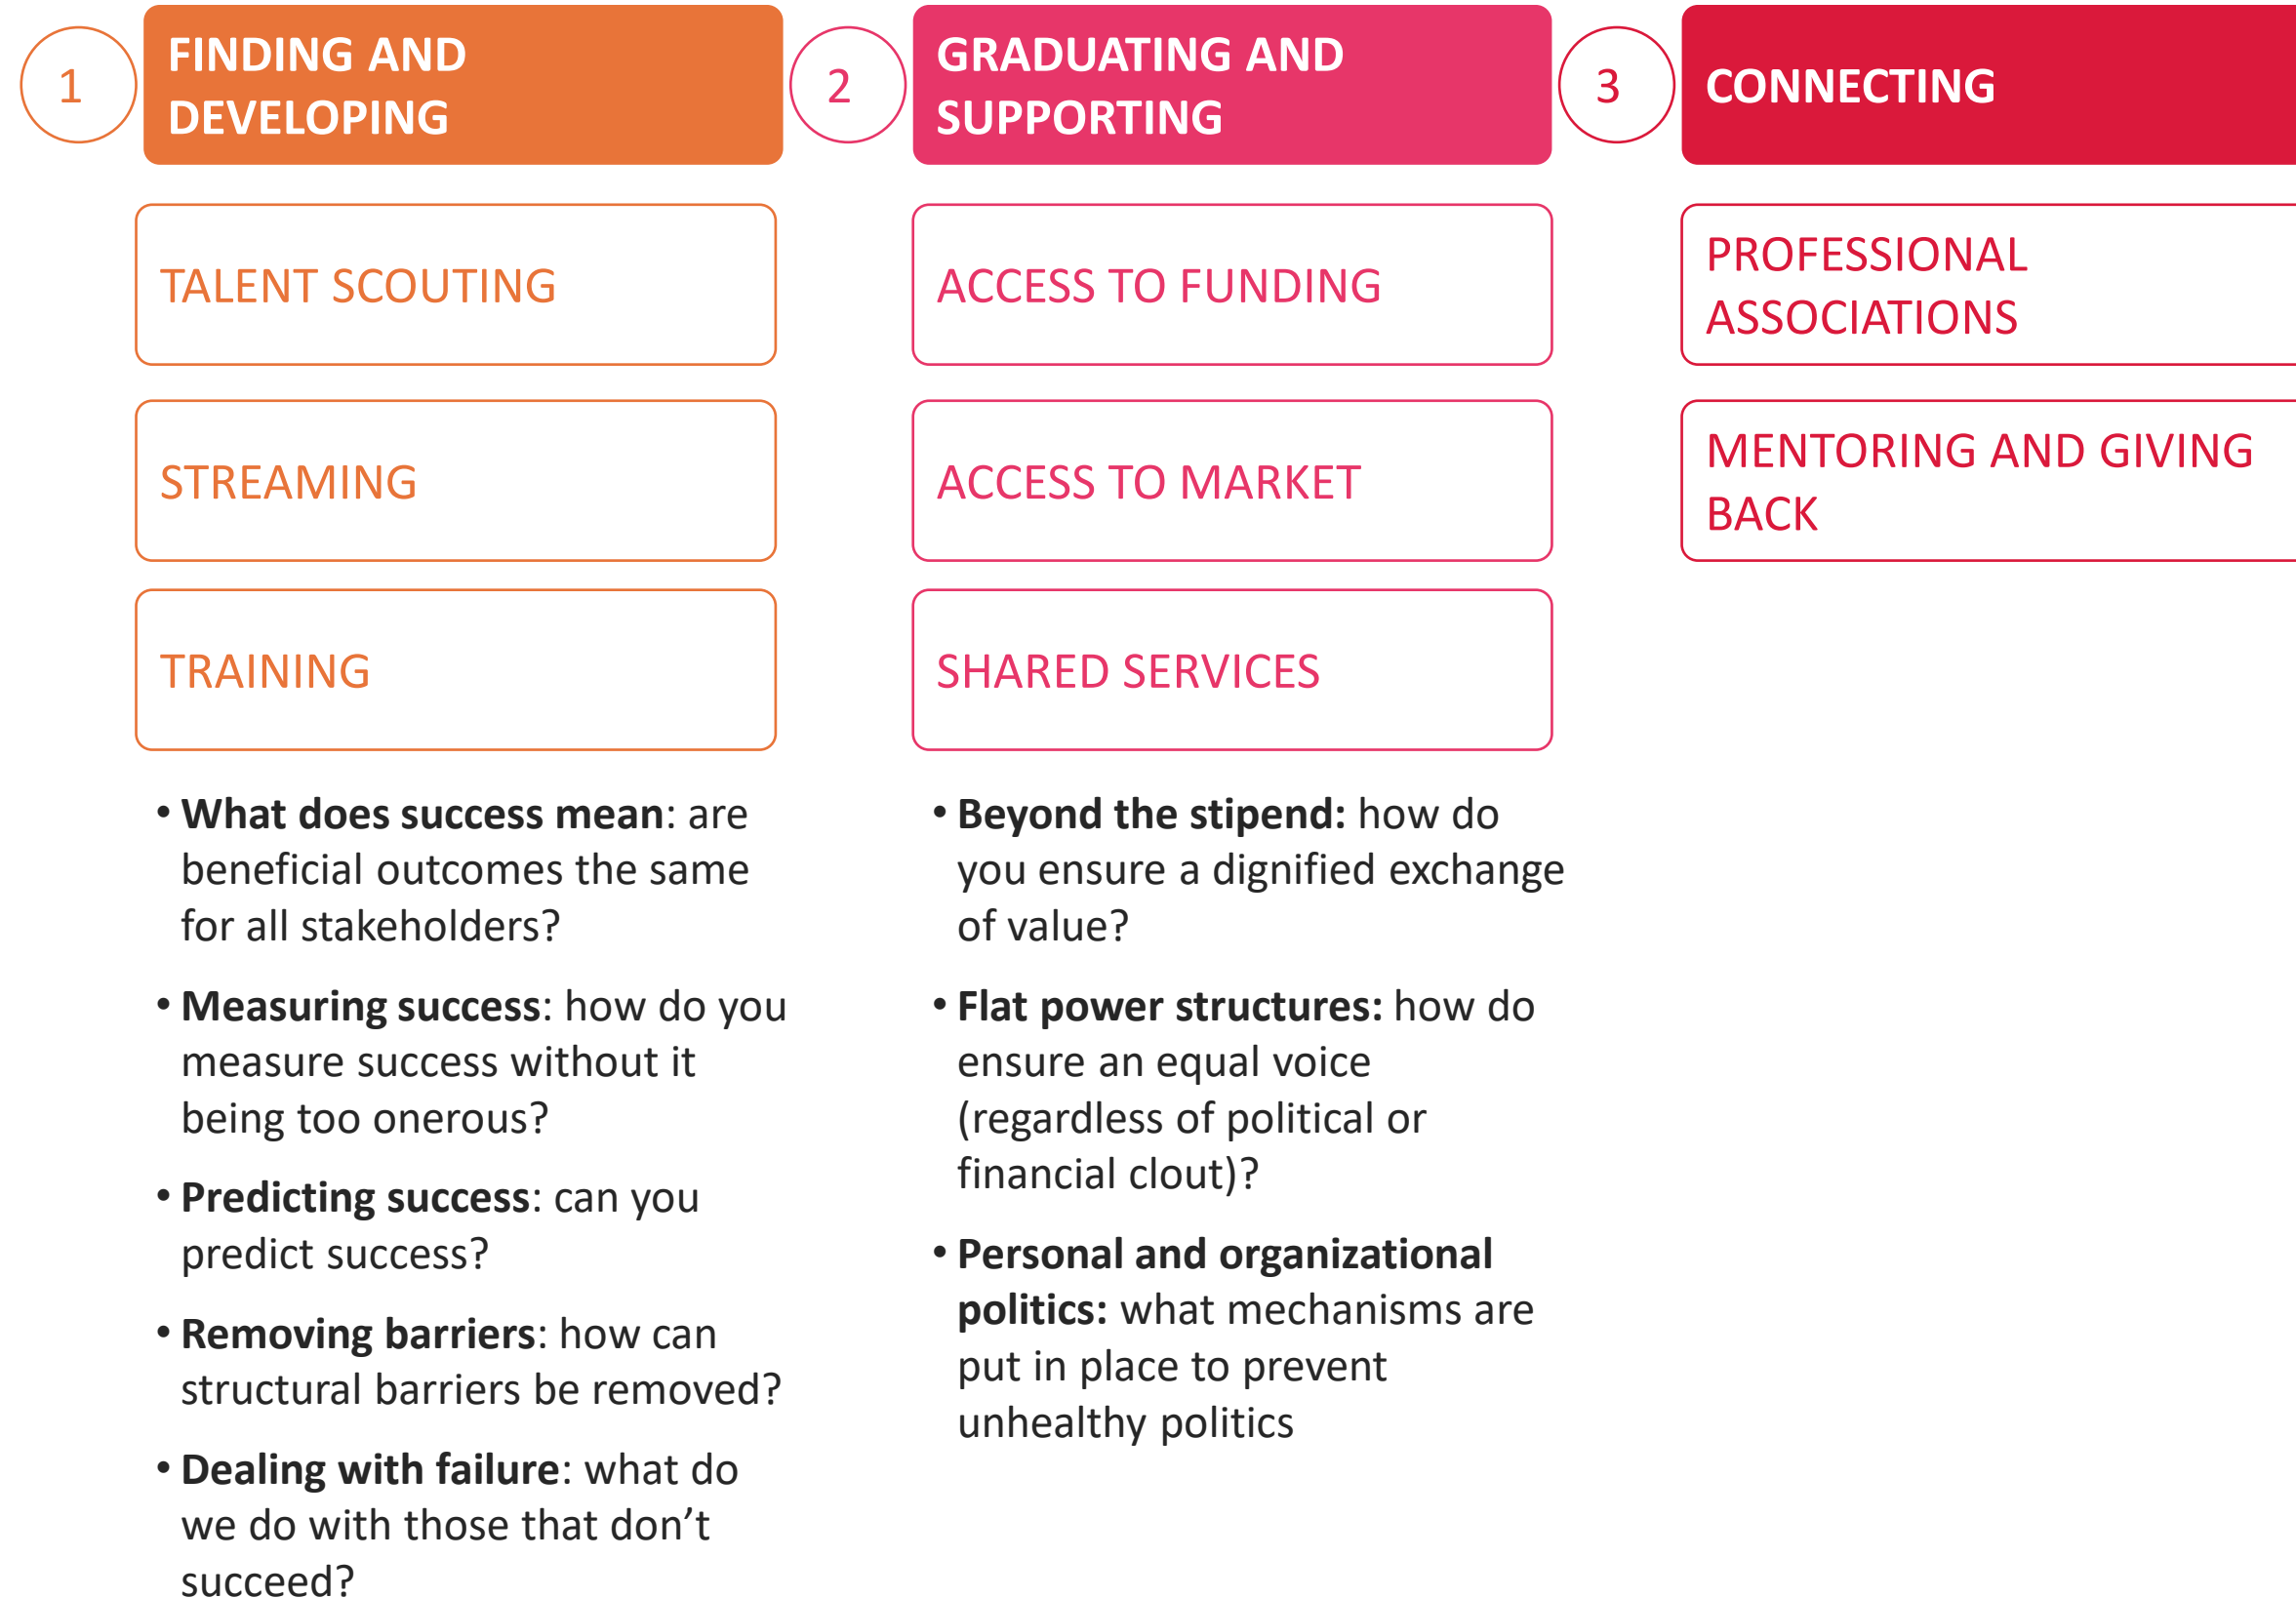 1
FINDING AND
DEVELOPING
TALENT SCOUTING
STREAMING
TRAINING
• What does success mean: are
beneficial outcomes the same
for all stakeholders?
• Measuring success: how do you
measure success without it
being too onerous?
• Predicting success: can you
predict success?
• Removing barriers: how can
structural barriers be removed?
• Dealing with failure: what do
we do with those that don’t
succeed?
2
GRADUATING AND
SUPPORTING
ACCESS TO FUNDING
ACCESS TO MARKET
SHARED SERVICES
• Beyond the stipend: how do
you ensure a dignified exchange
of value?
• Flat power structures: how do
ensure an equal voice
(regardless of political or
financial clout)?
• Personal and organizational
politics: what mechanisms are
put in place to prevent
unhealthy politics
3
CONNECTING
PROFESSIONAL
ASSOCIATIONS
MENTORING AND GIVING
BACK